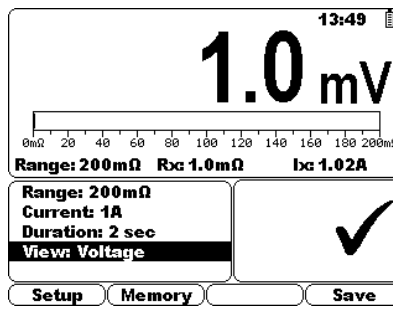 13:49
1.0 mV
0mΩ 20 40 60 80 100 120 140 160 180 200mΩ
Range: 200mΩ Rx: 1.0mΩ Ix: 1.02A
Range: 200mΩ
Current: 1A
Duration: 2 sec
View: Voltage
Setup Memory Save